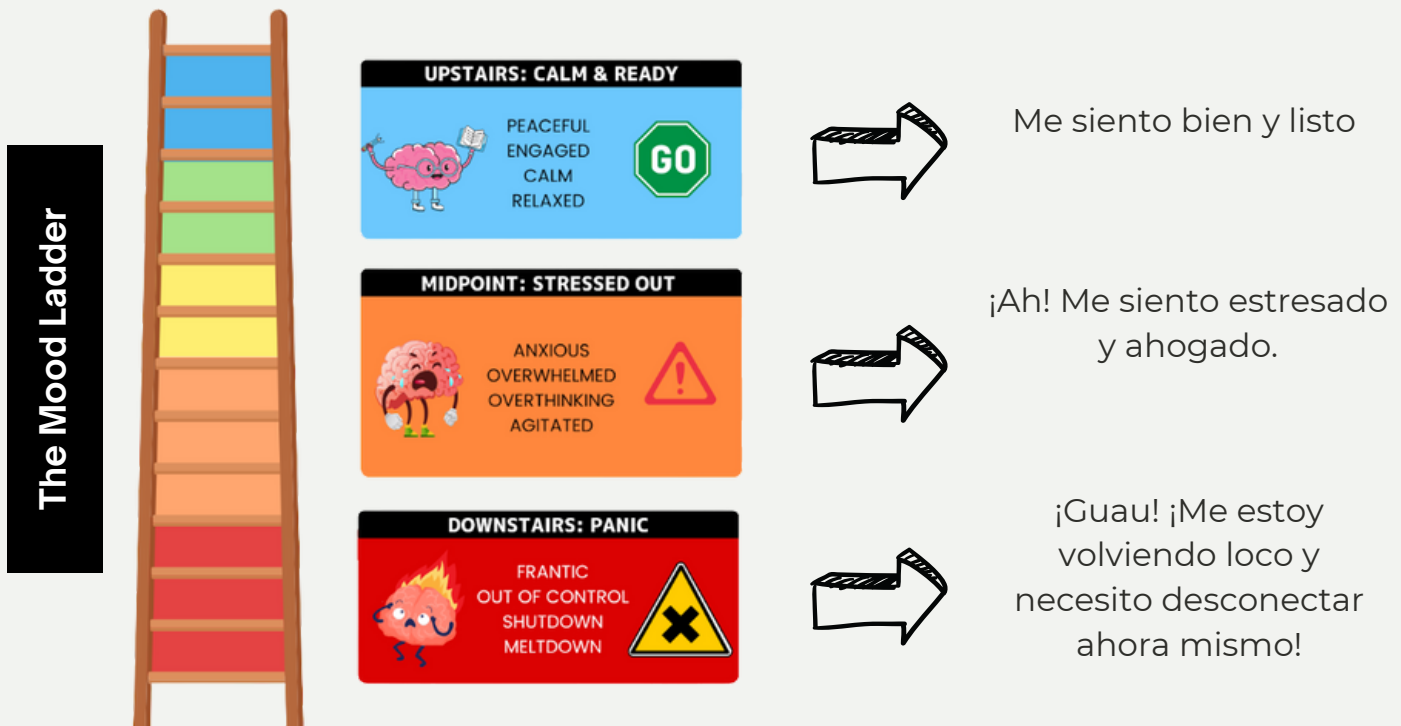 The Mood Ladder
UPSTAIRS: CALM & READY
PEACEFUL
ENGAGED
CALM
RELAXED
GO
Me siento bien y listo
MIDPOINT: STRESSED OUT
ANXIOUS
OVERWHELMED
OVERTHINKING
AGITATED
!
¡Ah! Me siento estresado
y ahogado.
DOWNSTAIRS: PANIC
FRANTIC
OUT OF CONTROL
SHUTDOWN
MELTDOWN
¡Guau! ¡Me estoy
volviendo loco y
necesito desconectar
ahora mismo!